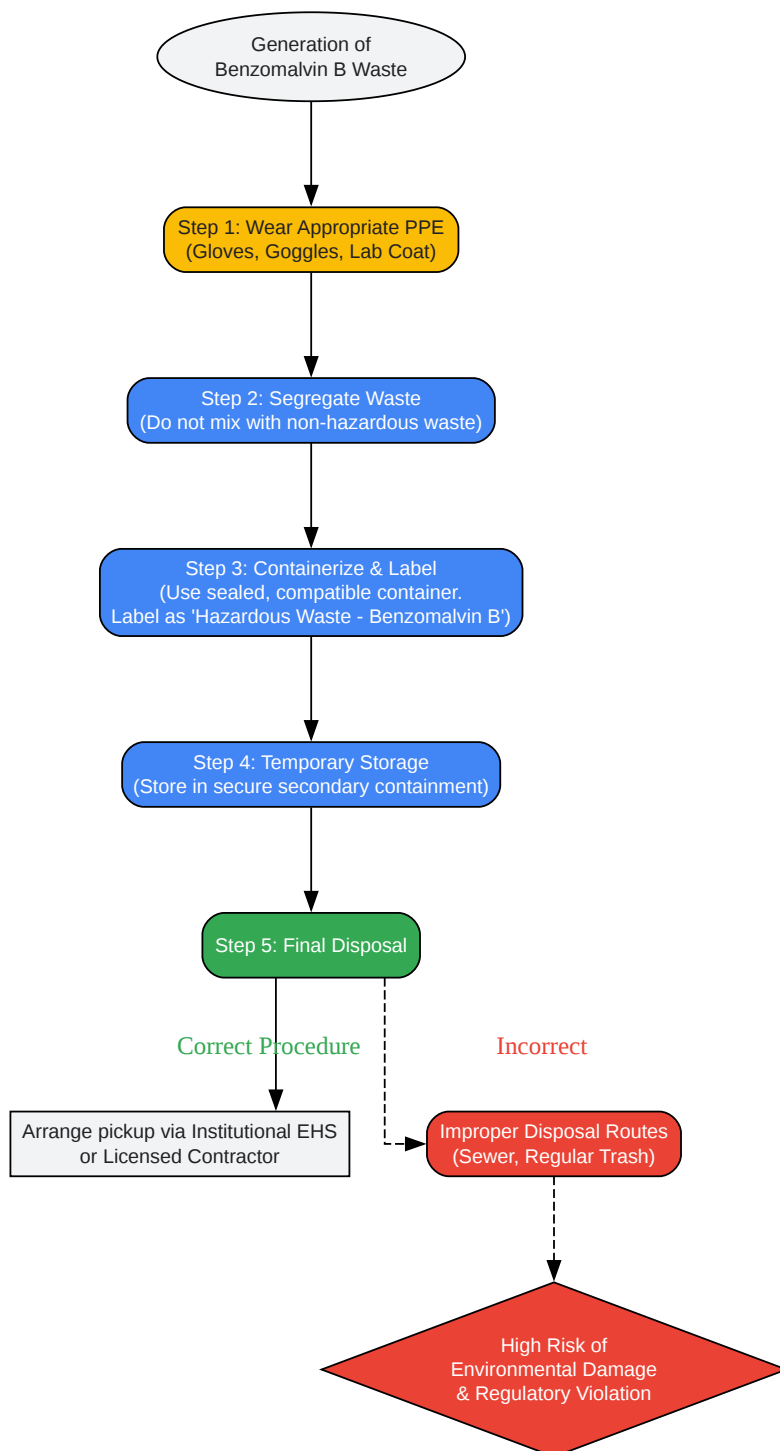 Generation of
Benzomalvin B Waste
Step 1: Wear Appropriate PPE
(Gloves, Goggles, Lab Coat)
Step 2: Segregate Waste
(Do not mix with non-hazardous waste)
Step 3: Containerize & Label
(Use sealed, compatible container.
Label as 'Hazardous Waste - Benzomalvin B')
Step 4: Temporary Storage
(Store in secure secondary containment)
Step 5: Final Disposal
Correct Procedure
Incorrect
Arrange pickup via Institutional EHS
or Licensed Contractor
Improper Disposal Routes
(Sewer, Regular Trash)
High Risk of
Environmental Damage
& Regulatory Violation